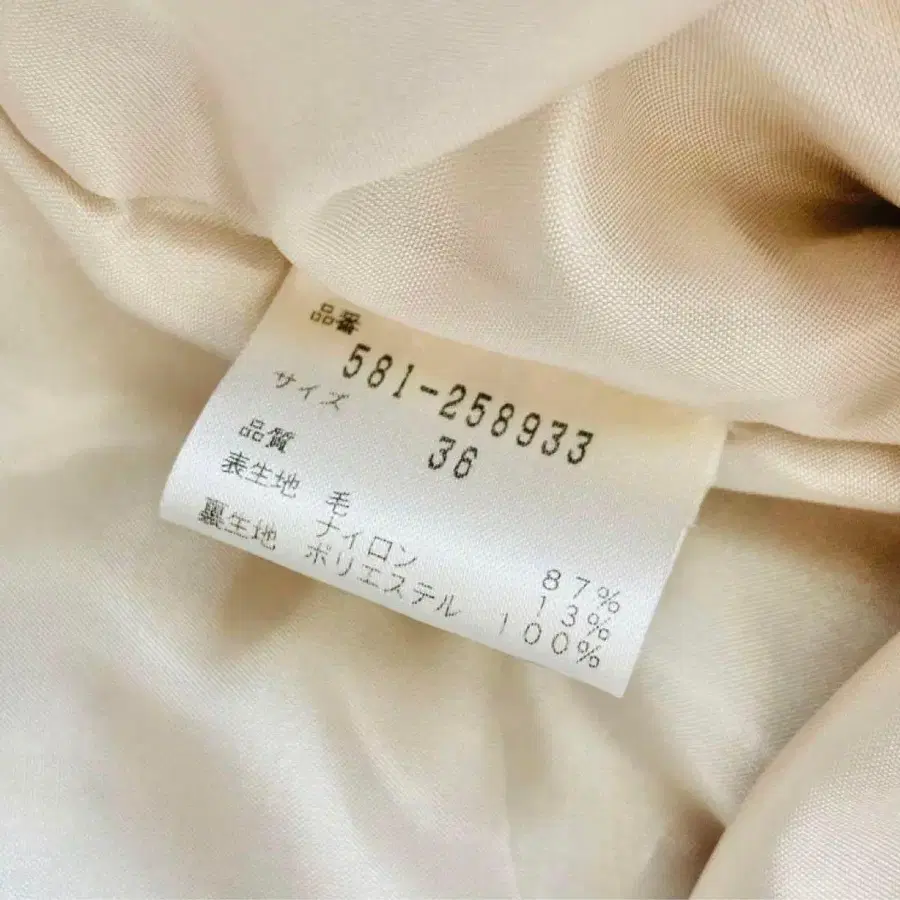 品番
581-258933
サイズ
36
品質
表生地 毛 87%
ナイロン 13%
裏生地 ポリエステル 100%